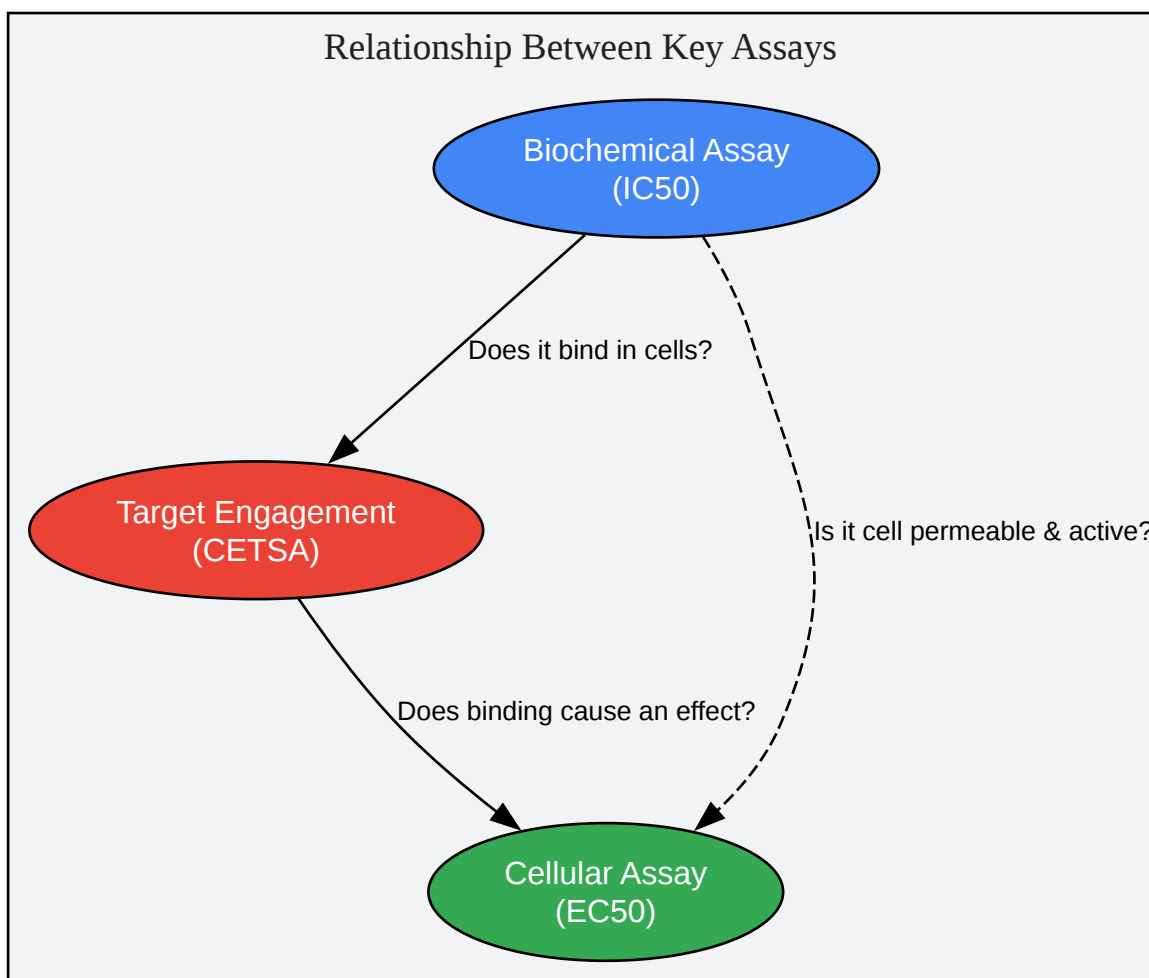 Relationship Between Key Assays
Biochemical Assay
(IC50)
Does it bind in cells?
Target Engagement
(CETSA)
Is it cell permeable & active?
Does binding cause an effect?
Cellular Assay
(EC50)